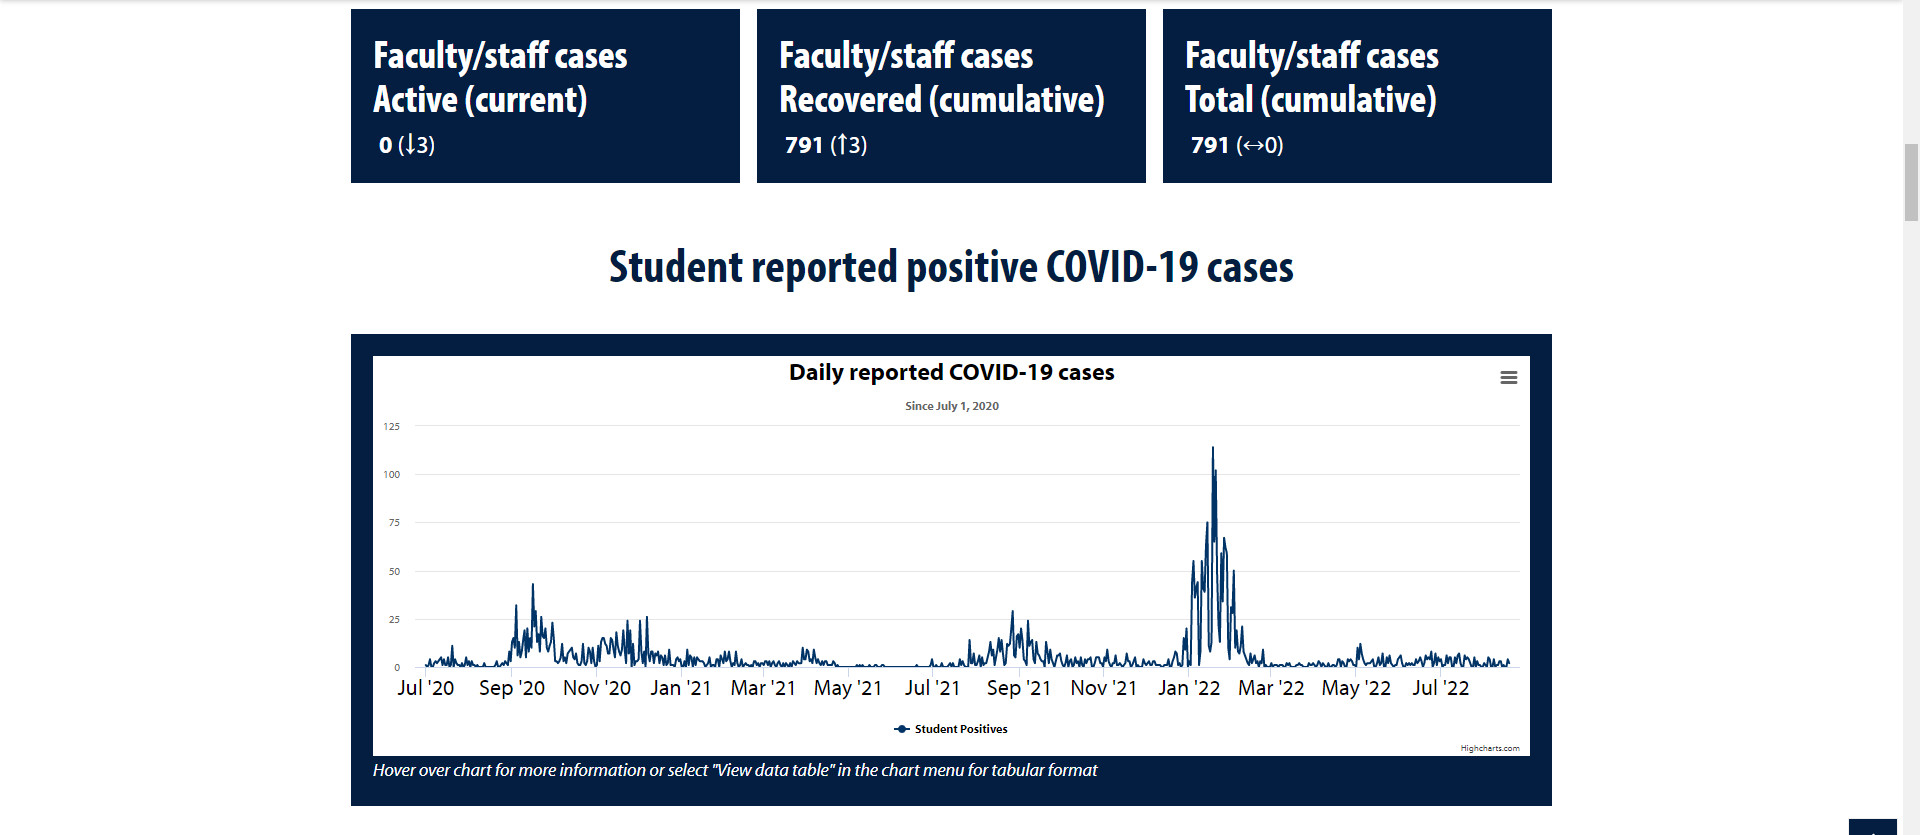 Faculty/staff cases
Active (current)
0 (↓3)
Faculty/staff cases
Recovered (cumulative)
791 (↑3)
Faculty/staff cases
Total (cumulative)
791 (↔0)
Student reported positive COVID-19 cases
Daily reported COVID-19 cases
Since July 1, 2020
125
100
75
50
25
0
Jul '20 Sep '20 Nov '20 Jan '21 Mar '21 May '21 Jul '21 Sep '21 Nov '21 Jan '22 Mar '22 May '22 Jul '22
Student Positives
Highcharts.com
Hover over chart for more information or select "View data table" in the chart menu for tabular format